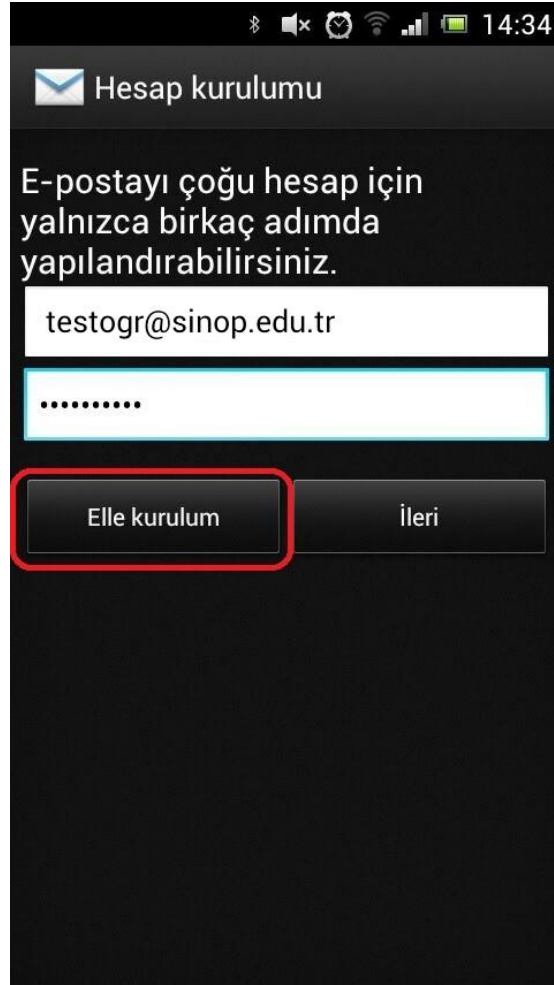 14:34
Hesap kurulumu
E-postayı çoğu hesap için
yalnızca birkaç adımda
yapılandırabilirsiniz.
testogr@sinop.edu.tr
••••••••••
Elle kurulum
İleri